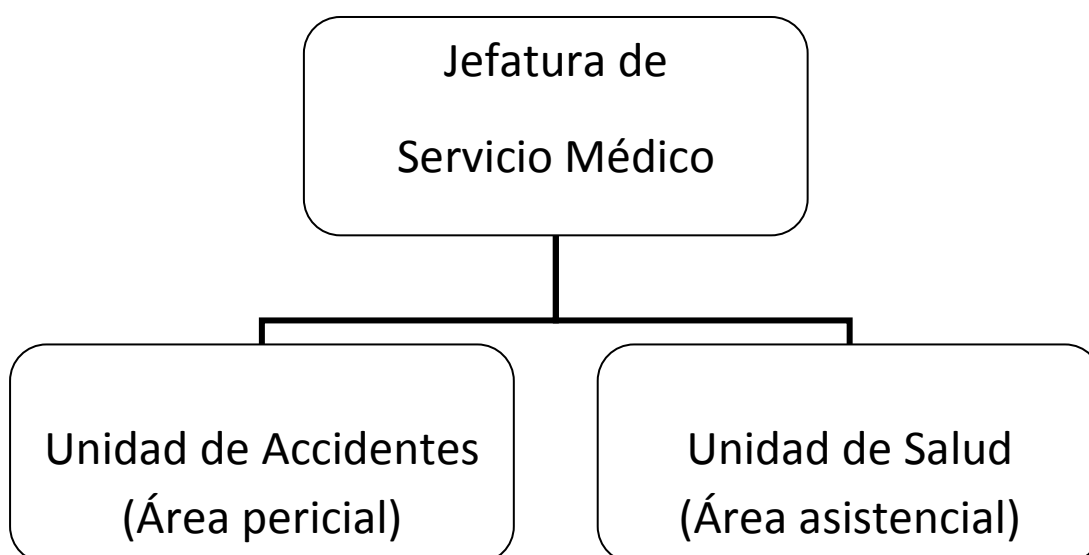 Jefatura de
Servicio Médico
Unidad de Accidentes
(Área pericial)
Unidad de Salud
(Área asistencial)